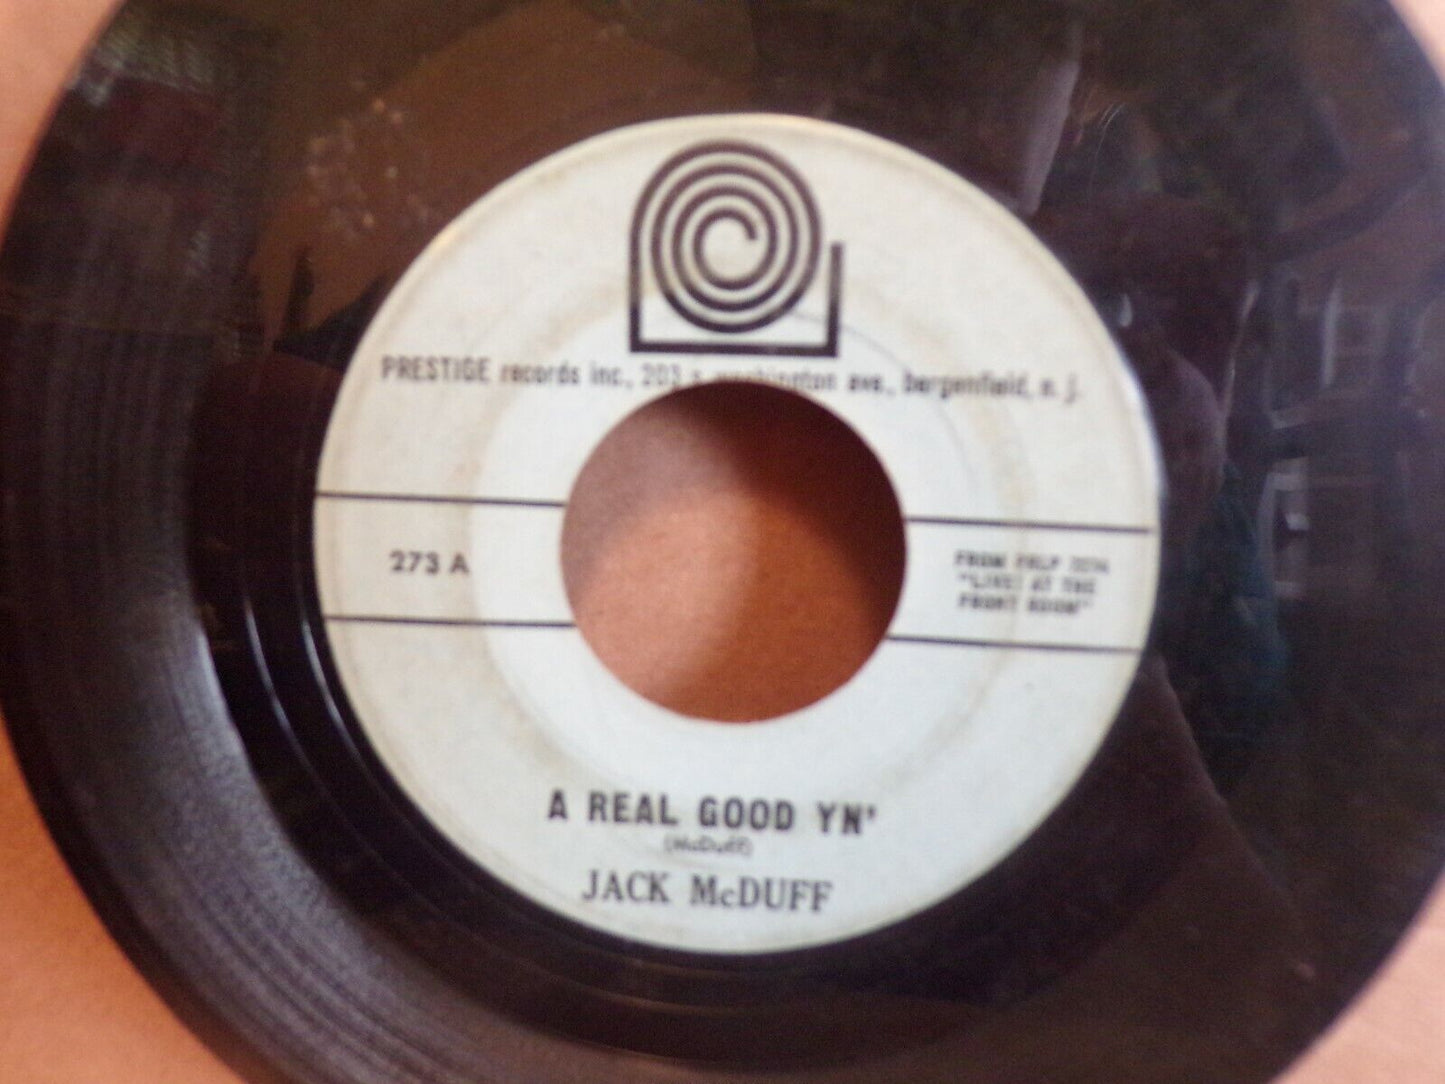 PRESTIGE records inc., 203 s. washington ave., bergenfield, n. j.
273 A
FROM PRLP
"LIVE! AT THE
FRONT ROOM"
A REAL GOOD YN'
(McDuff)
JACK McDUFF